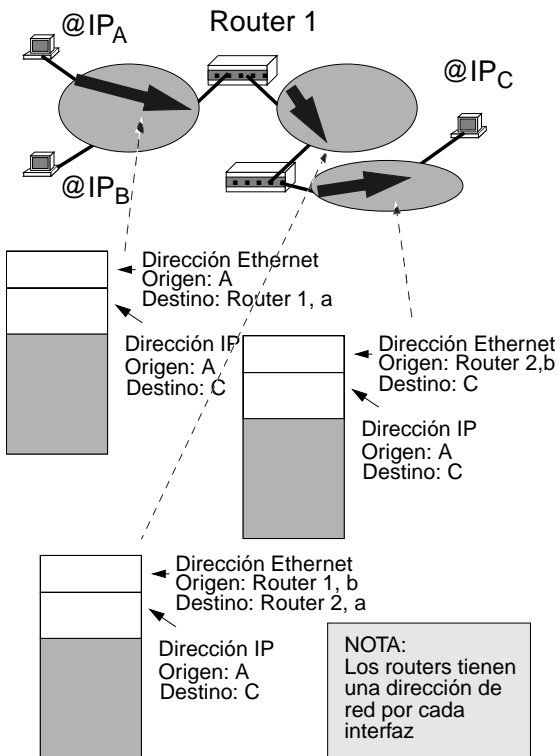 @IPA
Router 1
@IPC
@IPB
Dirección Ethernet
Origen: A
Destino: Router 1, a
Dirección IP
Origen: A
Destino: C
Dirección Ethernet
Origen: Router 2,b
Destino: C
Dirección IP
Origen: A
Destino: C
Dirección Ethernet
Origen: Router 1, b
Destino: Router 2, a
Dirección IP
Origen: A
Destino: C
NOTA:
Los routers tienen
una dirección de
red por cada
interfaz